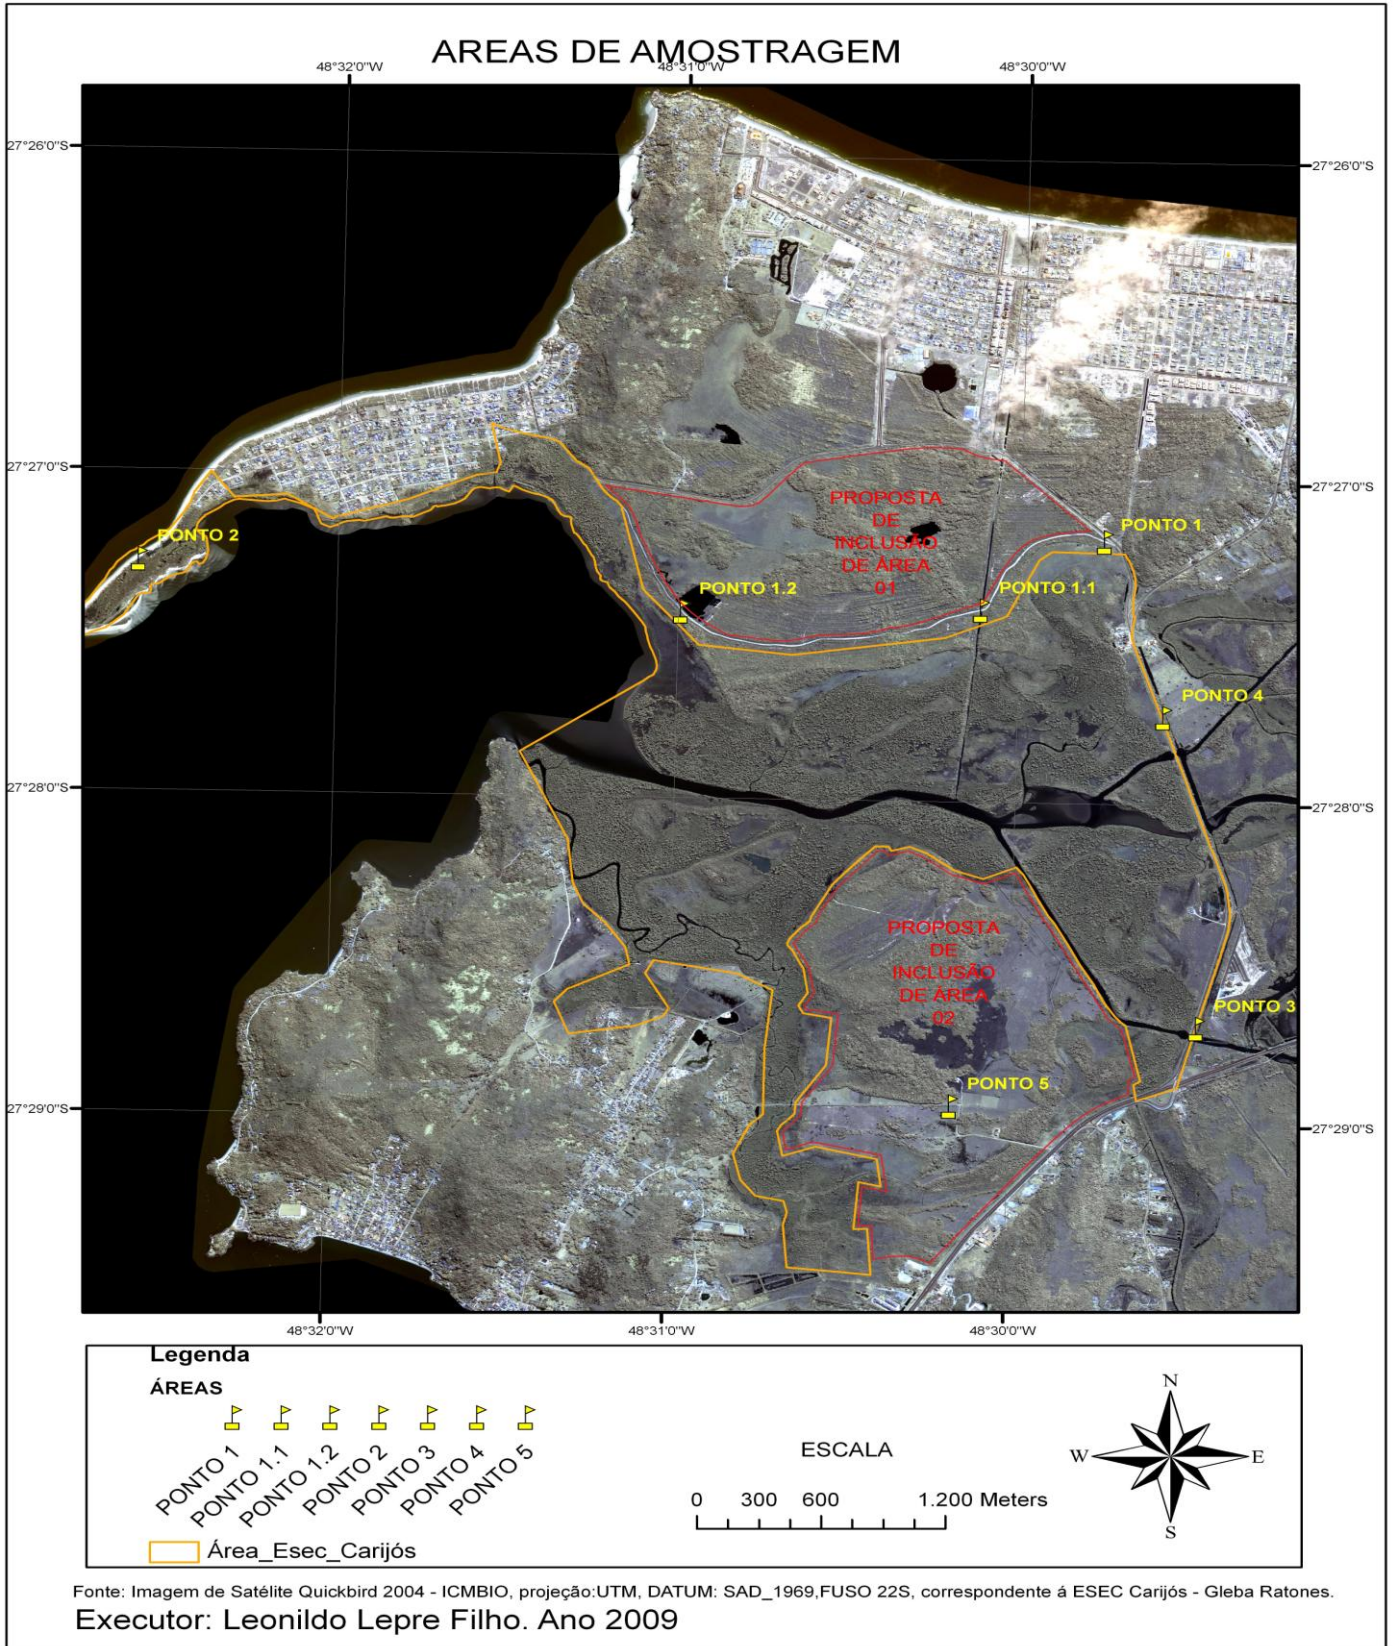 AREAS DE AMOSTRAGEM
48°32'0"W 48°31'0"W 48°30'0"W
27°26'0"S
27°26'0"S
27°27'0"S
27°27'0"S
PROPOSTA
DE
INCLUSÃO
DE ÁREA
01
PONTO 1
PONTO 2
PONTO 1.2
PONTO 1.1
PONTO 4
27°28'0"S
27°28'0"S
PROPOSTA
DE
INCLUSÃO
DE ÁREA
02
PONTO 3
PONTO 5
27°29'0"S
27°29'0"S
48°32'0"W 48°31'0"W 48°30'0"W
Legenda
ÁREAS
PONTO 1
PONTO 1.1
PONTO 1.2
PONTO 2
PONTO 3
PONTO 4
PONTO 5
Área_Esec_Carijós
ESCALA
0 300 600 1.200 Meters
N
W
E
S
Fonte: Imagem de Satélite Quickbird 2004 - ICMBIO, projeção:UTM, DATUM: SAD_1969,FUSO 22S, correspondente á ESEC Carijós - Gleba Ratones.
Executor: Leonildo Lepre Filho. Ano 2009